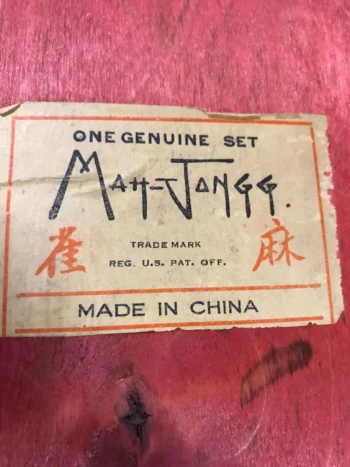 ONE GENUINE SET
MAH-JONGG.
TRADE MARK
REG. U.S. PAT. OFF.
雀 麻
MADE IN CHINA